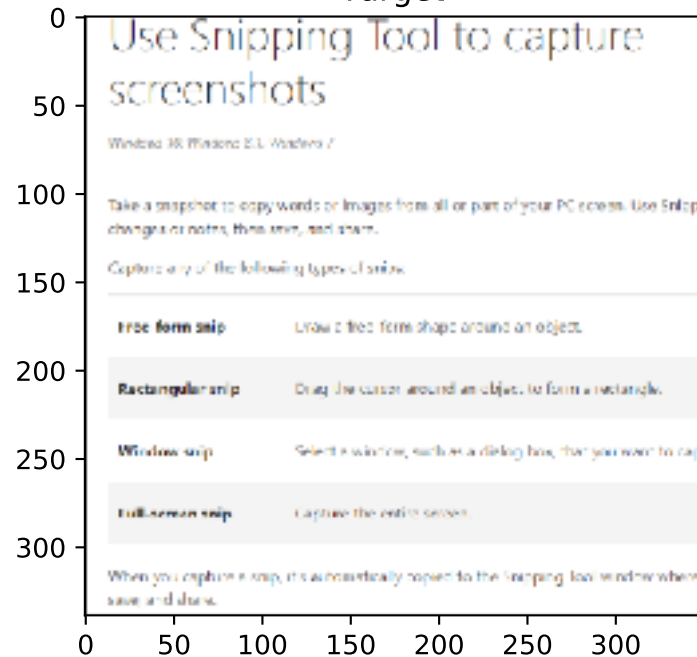 Target
0
50
100
150
200
250
300
Use Snipping Tool to capture
screenshots
Windows 10 Windows 8.1 Windows 7
Take a snapshot to copy words or images from all or part of your PC screen. Use Snipp
changes or notes, then save, and share.
Capture any of the following types of snips:
Free-form snip Draw a free-form shape around an object.
Rectangular snip Drag the cursor around an object to form a rectangle.
Window snip Select a window, such as a dialog box, that you want to cap
Full-screen snip Capture the entire screen.
When you capture a snip, it's automatically copied to the Snipping Tool window where
save, and share.
0 50 100 150 200 250 300